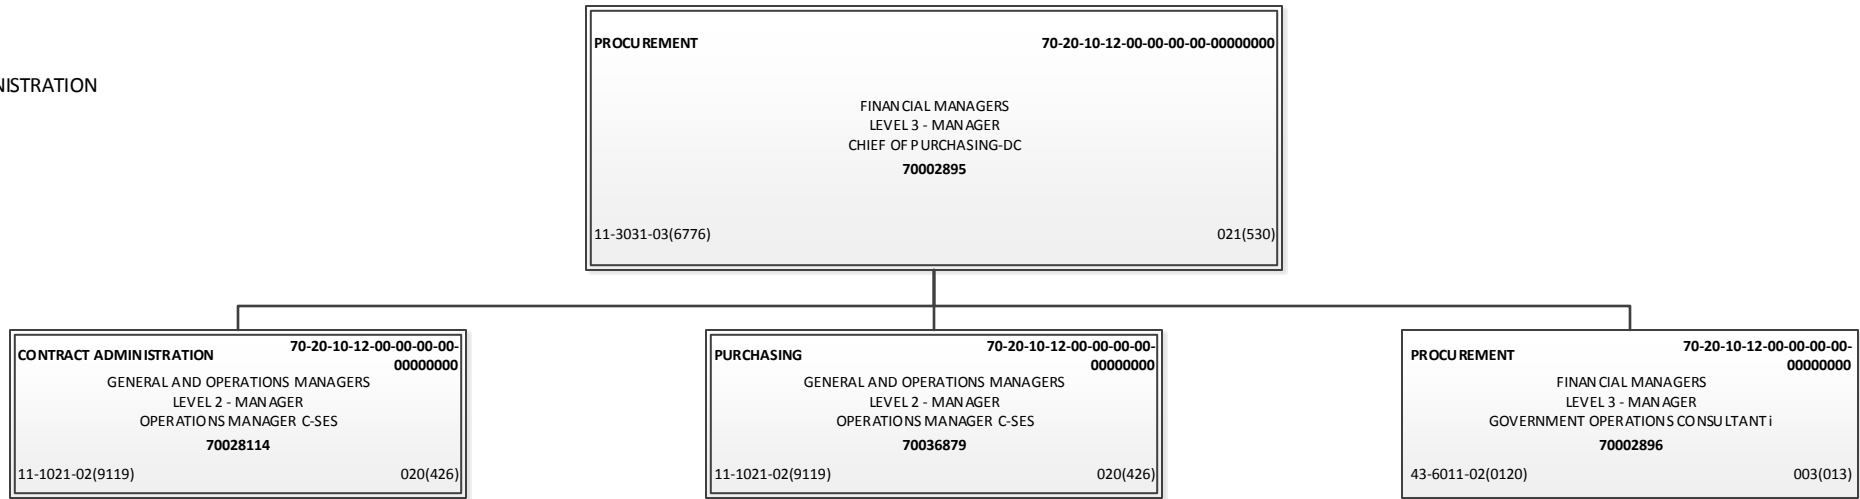 NISTRATION
PROCUREMENT 70-20-10-12-00-00-00-00-00000000
FINANCIAL MANAGERS
LEVEL 3 - MANAGER
CHIEF OF PURCHASING-DC
70002895
11-3031-03(6776) 021(530)
CONTRACT ADMINISTRATION 70-20-10-12-00-00-00-00-
00000000
GENERAL AND OPERATIONS MANAGERS
LEVEL 2 - MANAGER
OPERATIONS MANAGER C-SES
70028114
11-1021-02(9119) 020(426)
PURCHASING 70-20-10-12-00-00-00-00-
00000000
GENERAL AND OPERATIONS MANAGERS
LEVEL 2 - MANAGER
OPERATIONS MANAGER C-SES
70036879
11-1021-02(9119) 020(426)
PROCUREMENT 70-20-10-12-00-00-00-00-
00000000
FINANCIAL MANAGERS
LEVEL 3 - MANAGER
GOVERNMENT OPERATIONS CONSULTANT i
70002896
43-6011-02(0120) 003(013)